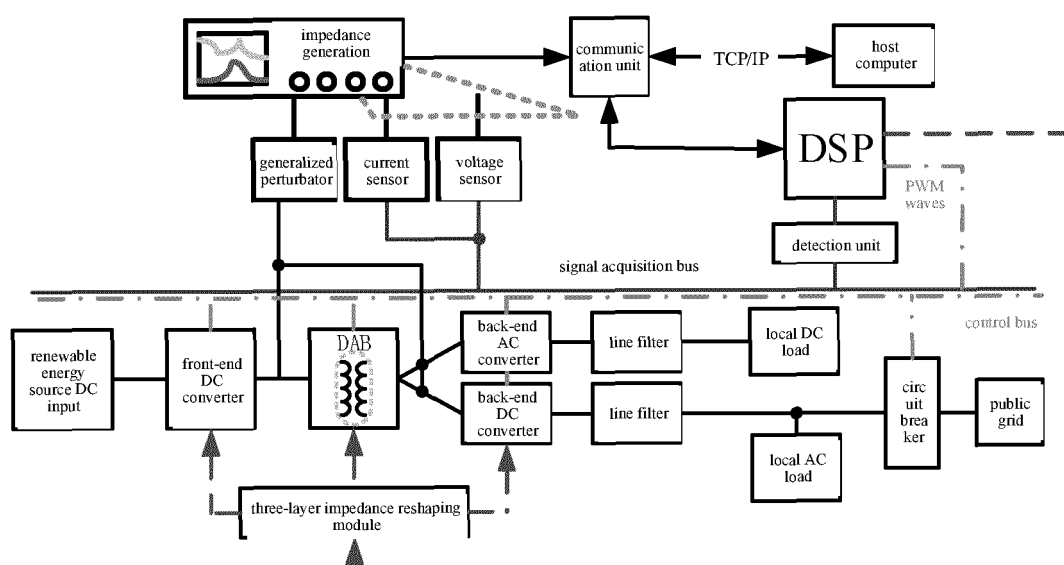 impedance
generation
communic
ation unit
TCP/IP
host
computer
generalized
perturbator
current
sensor
voltage
sensor
DSP
PWM
waves
detection unit
signal acquisition bus
control bus
renewable
energy
source DC
input
front-end
DC
converter
DAB
back-end
AC
converter
line filter
local DC
load
back-end
DC
converter
line filter
local AC
load
circ
uit
brea
ker
public
grid
three-layer impedance reshaping
module